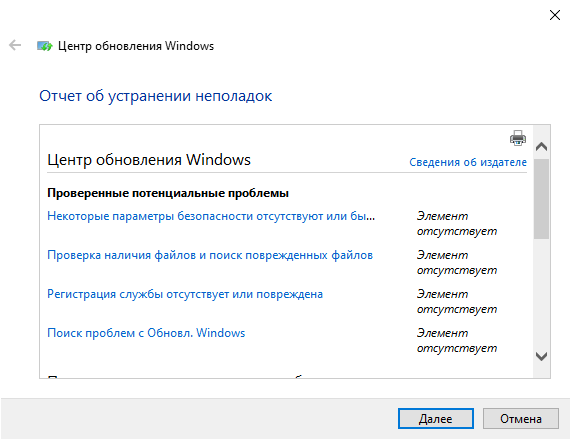 Центр обновления Windows
Отчет об устранении неполадок
Центр обновления Windows
Сведения об издателе
Проверенные потенциальные проблемы
Некоторые параметры безопасности отсутствуют или бы...
Элемент
отсутствует
Проверка наличия файлов и поиск поврежденных файлов
Элемент
отсутствует
Регистрация службы отсутствует или повреждена
Элемент
отсутствует
Поиск проблем с Обновл. Windows
Элемент
отсутствует
Далее
Отмена